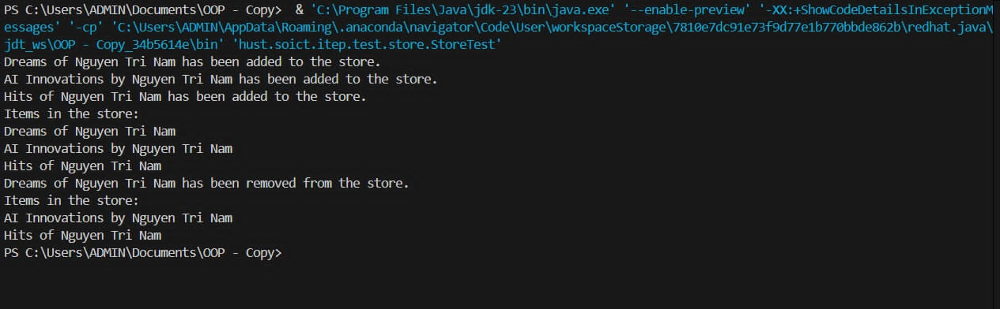 PS C:\Users\ADMIN\Documents\OOP - Copy>  & 'C:\Program Files\Java\jdk-23\bin\java.exe' '--enable-preview' '-XX:+ShowCodeDetailsInExceptionM
essages' '-cp' 'C:\Users\ADMIN\AppData\Roaming\.anaconda\navigator\Code\User\workspaceStorage\7810e7dc91e73f9d77e1b770bbde862b\redhat.java\
jdt_ws\OOP - Copy_34b5614e\bin' 'hust.soict.itep.test.store.StoreTest'
Dreams of Nguyen Tri Nam has been added to the store.
AI Innovations by Nguyen Tri Nam has been added to the store.
Hits of Nguyen Tri Nam has been added to the store.
Items in the store:
Dreams of Nguyen Tri Nam
AI Innovations by Nguyen Tri Nam
Hits of Nguyen Tri Nam
Dreams of Nguyen Tri Nam has been removed from the store.
Items in the store:
AI Innovations by Nguyen Tri Nam
Hits of Nguyen Tri Nam
PS C:\Users\ADMIN\Documents\OOP - Copy>